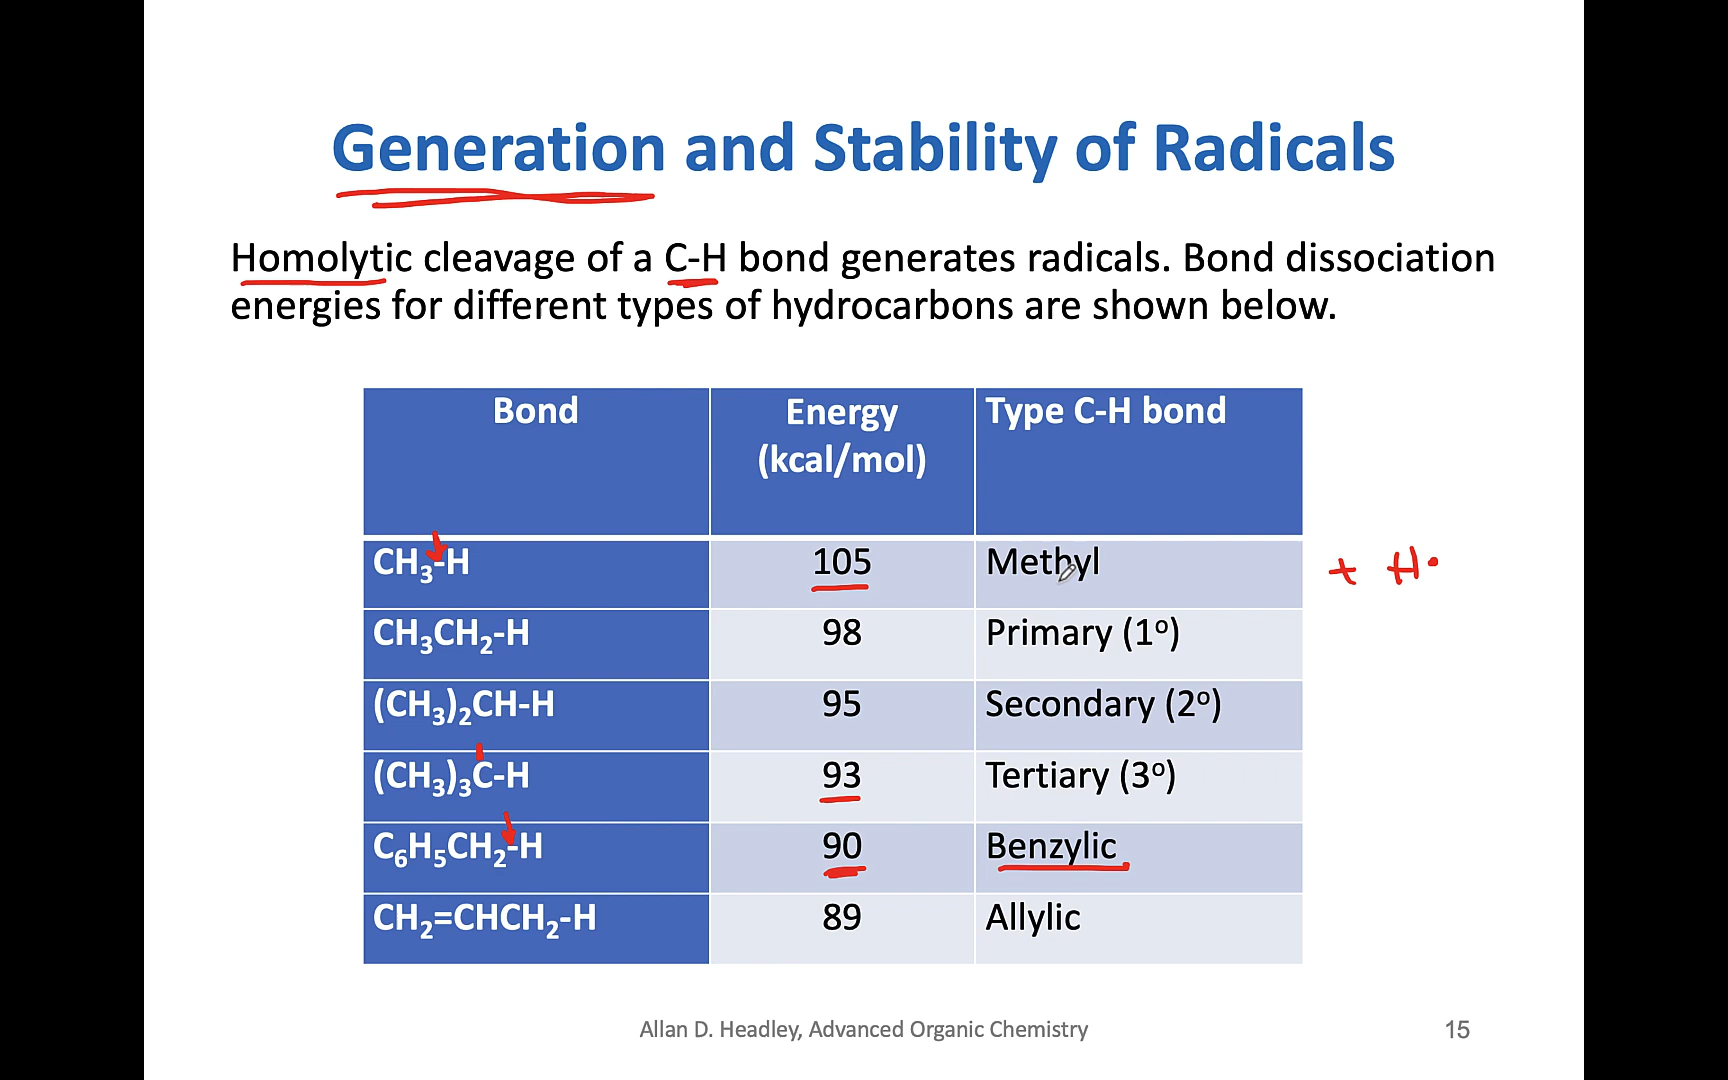 Generation and Stability of Radicals
Homolytic cleavage of a C-H bond generates radicals. Bond dissociation
energies for different types of hydrocarbons are shown below.
Bond Energy (kcal/mol) Type C-H bond
CH₃-H 105 Methyl + H•
CH₃CH₂-H 98 Primary (1º)
(CH₃)₂CH-H 95 Secondary (2º)
(CH₃)₃C-H 93 Tertiary (3º)
C₆H₅CH₂-H 90 Benzylic
CH₂=CHCH₂-H 89 Allylic
Allan D. Headley, Advanced Organic Chemistry 15